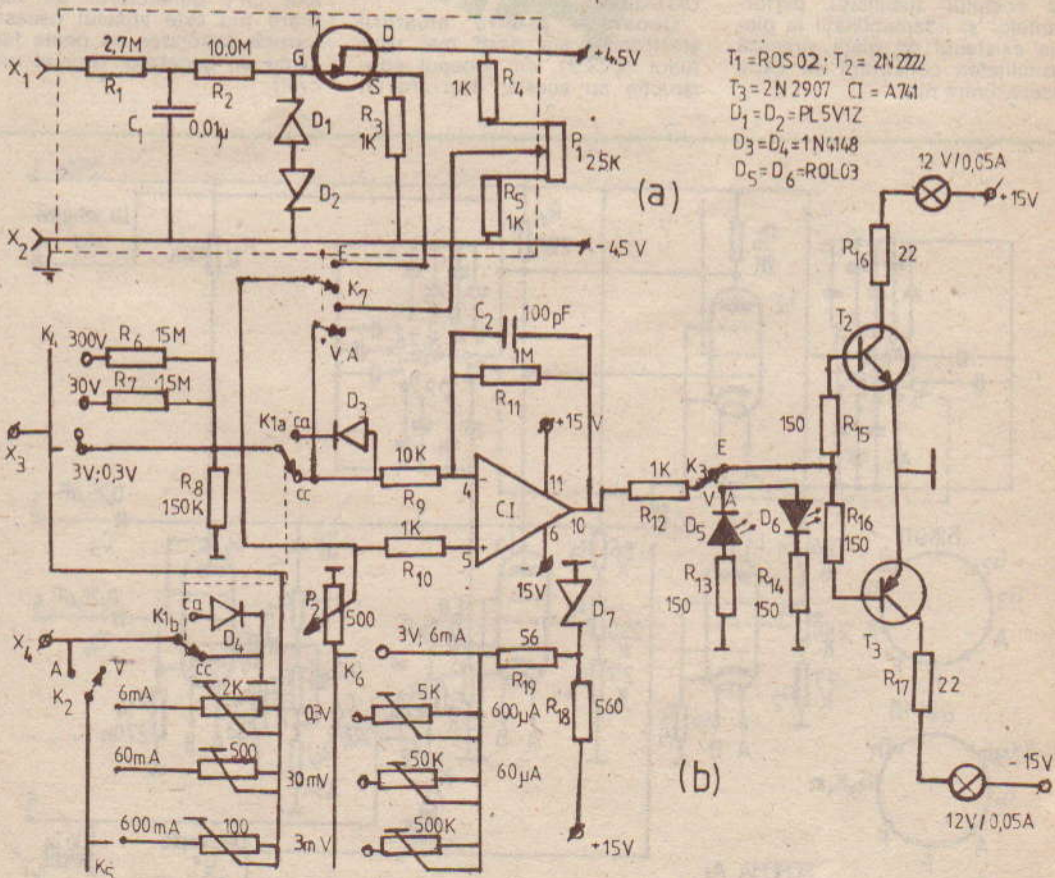 X1
2,7M
R1
C1
0,01µ
10,0M
R2
G
T1
D
S
D1
D2
R3
1K
R4
1K
P1
2,5K
R5
1K
+4,5V
-4,5 V
X2
(a)
T1 = ROS 02; T2 = 2N2222
T3 = 2N 2907 CI = A741
D1 = D2 = PL5V1Z
D3 = D4 = 1N4148
D5 = D6 = ROL03
12 V/0,05A
+15V
R16
22
T2
E
K7
V A
K4
300V
R6
15M
30V
R7
1,5M
X3
3V;0,3V
R8
150K
K1a
ca
cc
D3
10K
R9
1K
R10
C2
100pF
1M
R11
+15 V
4
5
11
6
10
C.I
15V
1K
R12
K3
E
V A
D5
D6
R13
150
R14
150
150
R15
R16
150
T3
R17
22
-15V
12V/0,05A
D7
P2
500
K6
X4
A
K2
V
K1b
ca
cc
D4
6mA
2K
60mA
500
600mA
100
K5
3V, 6mA
56
R19
R18
560
0,3V
5K
600µA
30mV
50K
60µA
3mV
500K
+15V
(b)